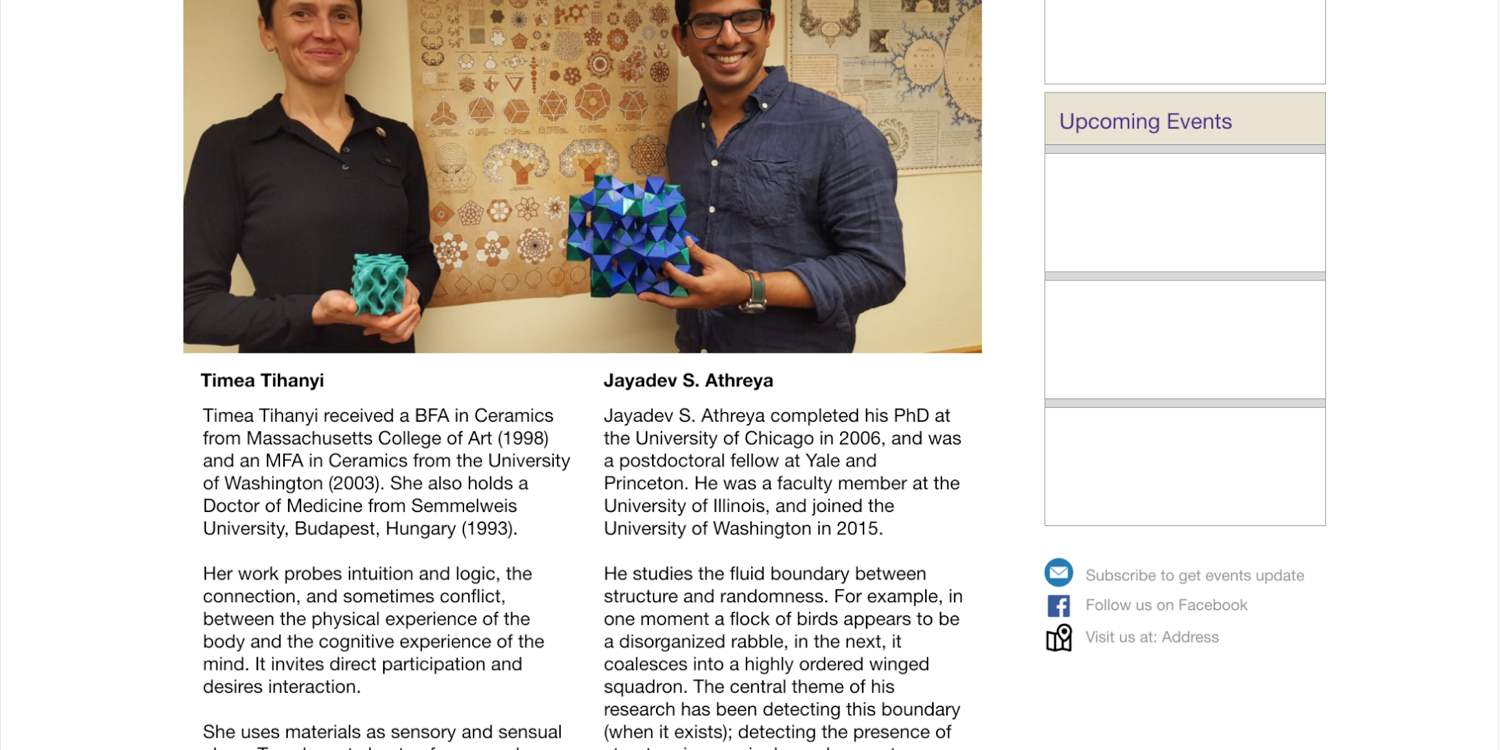 Timea Tihanyi
Timea Tihanyi received a BFA in Ceramics
from Massachusetts College of Art (1998)
and an MFA in Ceramics from the University
of Washington (2003). She also holds a
Doctor of Medicine from Semmelweis
University, Budapest, Hungary (1993).
Her work probes intuition and logic, the
connection, and sometimes conflict,
between the physical experience of the
body and the cognitive experience of the
mind. It invites direct participation and
desires interaction.
She uses materials as sensory and sensual
Jayadev S. Athreya
Jayadev S. Athreya completed his PhD at
the University of Chicago in 2006, and was
a postdoctoral fellow at Yale and
Princeton. He was a faculty member at the
University of Illinois, and joined the
University of Washington in 2015.
He studies the fluid boundary between
structure and randomness. For example, in
one moment a flock of birds appears to be
a disorganized rabble, in the next, it
coalesces into a highly ordered winged
squadron. The central theme of his
research has been detecting this boundary
(when it exists); detecting the presence of
Upcoming Events
Subscribe to get events update
Follow us on Facebook
Visit us at: Address